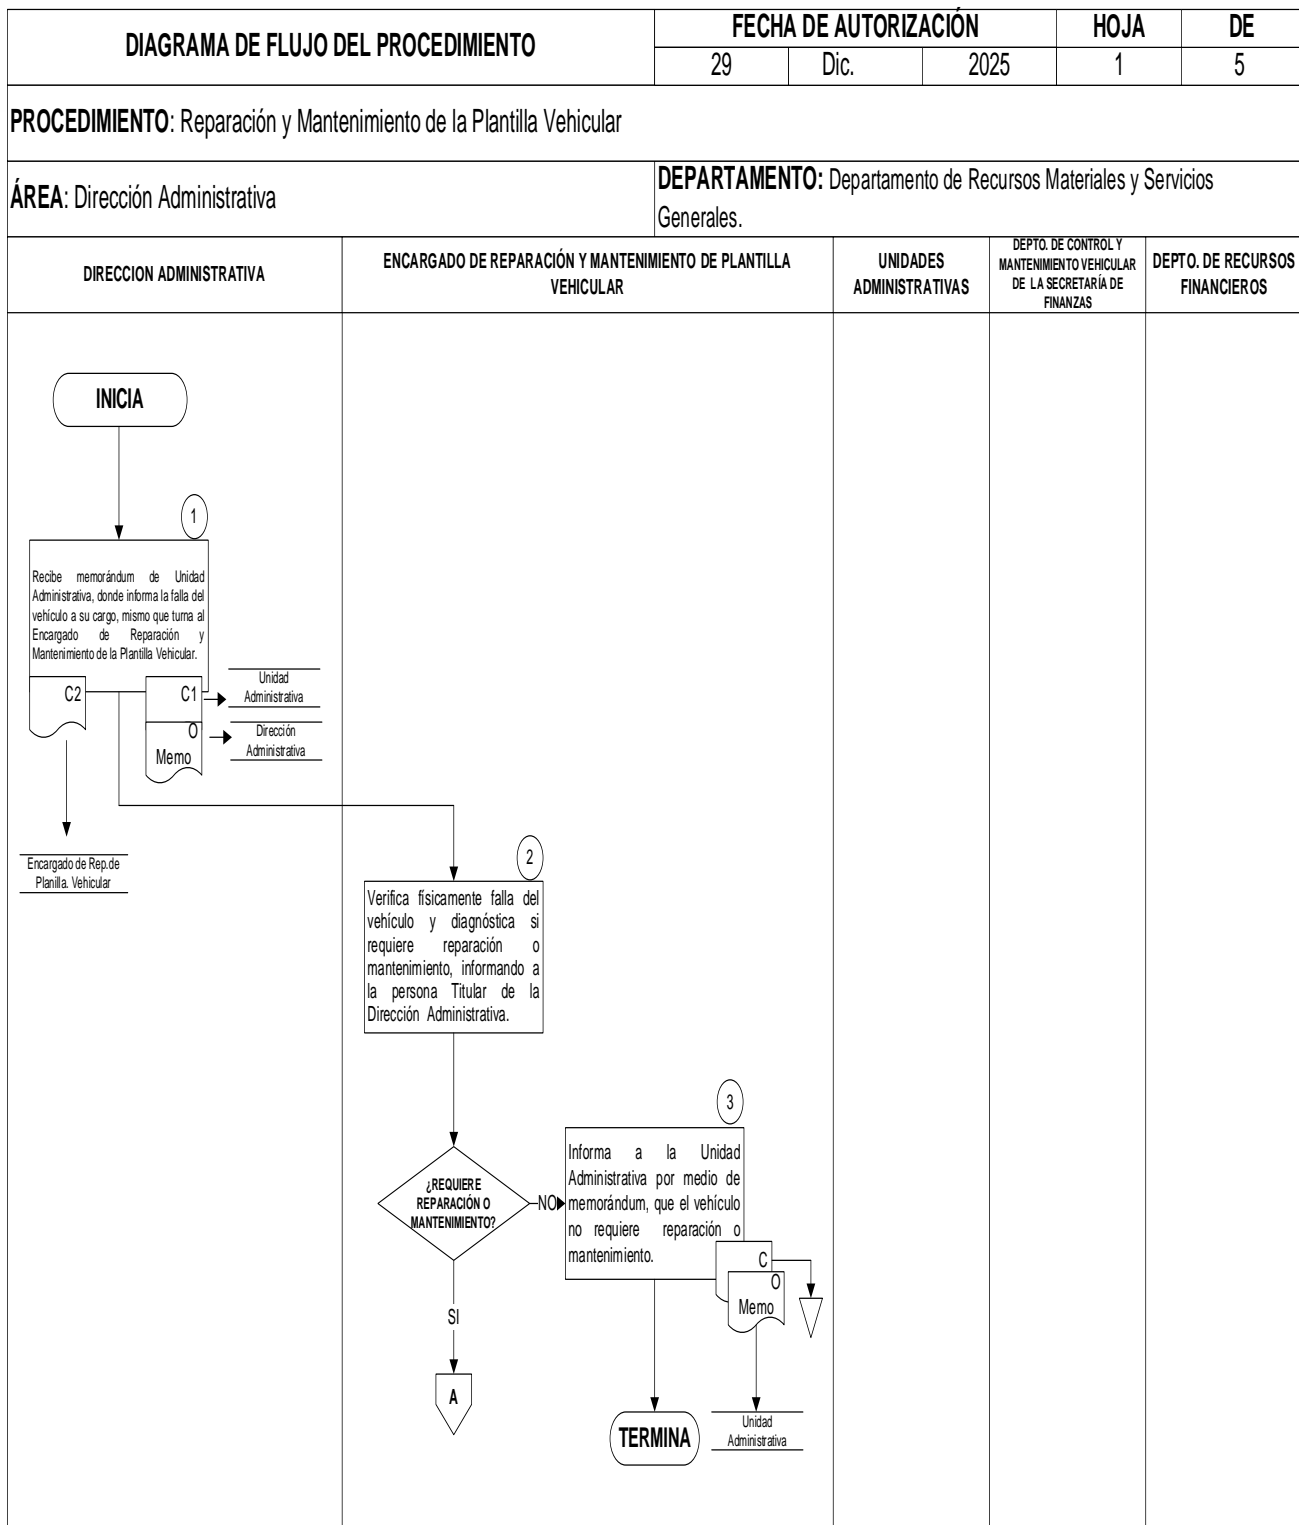 DIAGRAMA DE FLUJO DEL PROCEDIMIENTO
FECHA DE AUTORIZACIÓN
HOJA
DE
29
Dic.
2025
1
5
PROCEDIMIENTO: Reparación y Mantenimiento de la Plantilla Vehicular
ÁREA: Dirección Administrativa
DEPARTAMENTO: Departamento de Recursos Materiales y Servicios
Generales.
DIRECCION ADMINISTRATIVA
ENCARGADO DE REPARACIÓN Y MANTENIMIENTO DE PLANTILLA
VEHICULAR
UNIDADES
ADMINISTRATIVAS
DEPTO. DE CONTROL Y
MANTENIMIENTO VEHICULAR
DE LA SECRETARÍA DE
FINANZAS
DEPTO. DE RECURSOS
FINANCIEROS
INICIA
1
Recibe memorándum de Unidad
Administrativa, donde informa la falla del
vehículo a su cargo, mismo que turna al
Encargado de Reparación y
Mantenimiento de la Plantilla Vehicular.
C2
C1
Unidad
Administrativa
O
Memo
Dirección
Administrativa
Encargado de Rep.de
Planilla. Vehicular
2
Verifica físicamente falla del
vehículo y diagnóstica si
requiere reparación o
mantenimiento, informando a
la persona Titular de la
Dirección Administrativa.
¿REQUIERE
REPARACIÓN O
MANTENIMIENTO?
NO
3
Informa a la Unidad
Administrativa por medio de
memorándum, que el vehículo
no requiere reparación o
mantenimiento.
C
O
Memo
SI
A
TERMINA
Unidad
Administrativa